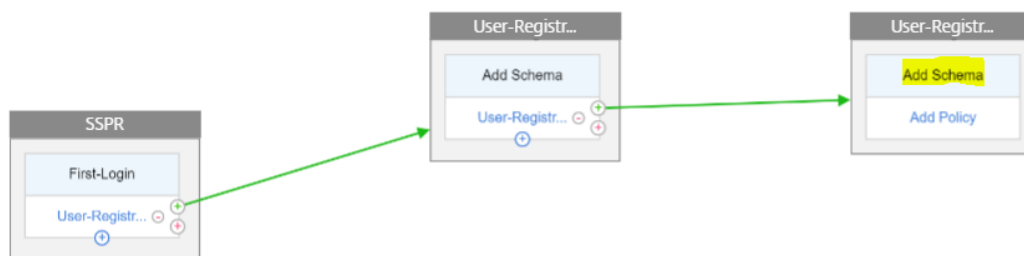 SSPR
First-Login
User-Registr...
User-Registr...
Add Schema
User-Registr...
User-Registr...
Add Schema
Add Policy